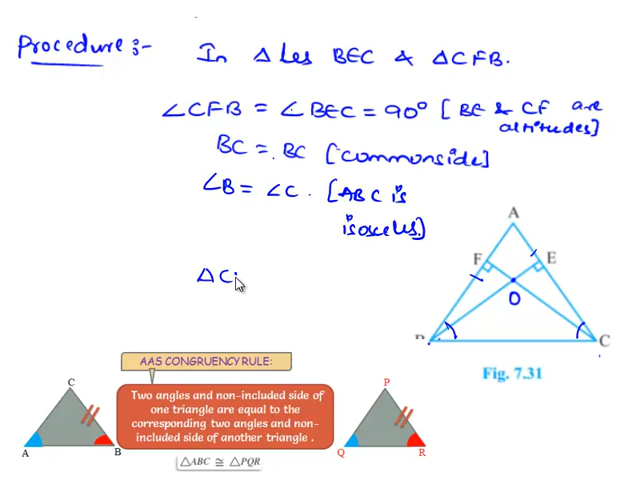 Procedure :-
In Δles BEC & ΔCFB.
∠CFB = ∠BEC = 90° [BE & CF are altitudes]
BC = BC [common side]
∠B = ∠C. [ABC is isosceles]
ΔC
A
F
E
O
B
C
Fig. 7.31
AAS CONGRUENCY RULE:
Two angles and non-included side of
one triangle are equal to the
corresponding two angles and non-
included side of another triangle .
C
A
B
P
Q
R
△ABC ≅ △PQR